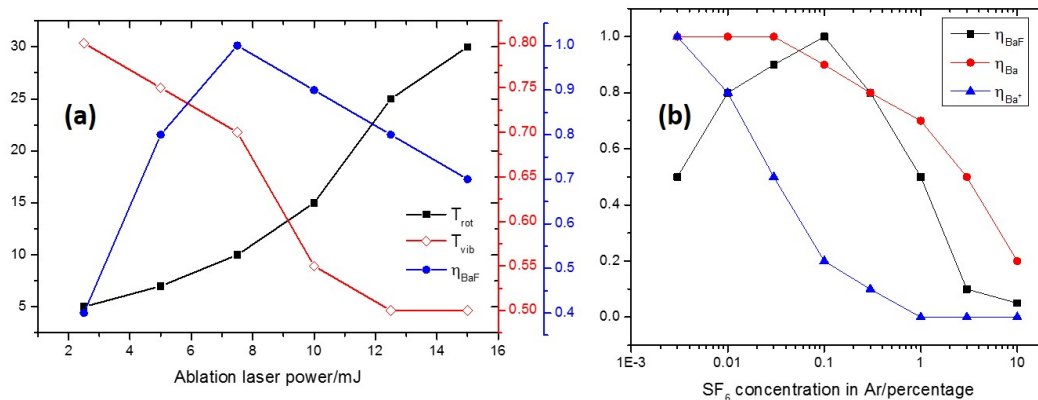 (a)
30
25
20
15
10
5
0.80
0.75
0.70
0.65
0.60
0.55
0.50
1.0
0.9
0.8
0.7
0.6
0.5
0.4
T_rot
T_vib
η_BaF
2 4 6 8 10 12 14 16
Ablation laser power/mJ
(b)
η_BaF
η_Ba
η_Ba⁺
1.0
0.8
0.6
0.4
0.2
0.0
1E-3 0.01 0.1 1 10
SF₆ concentration in Ar/percentage